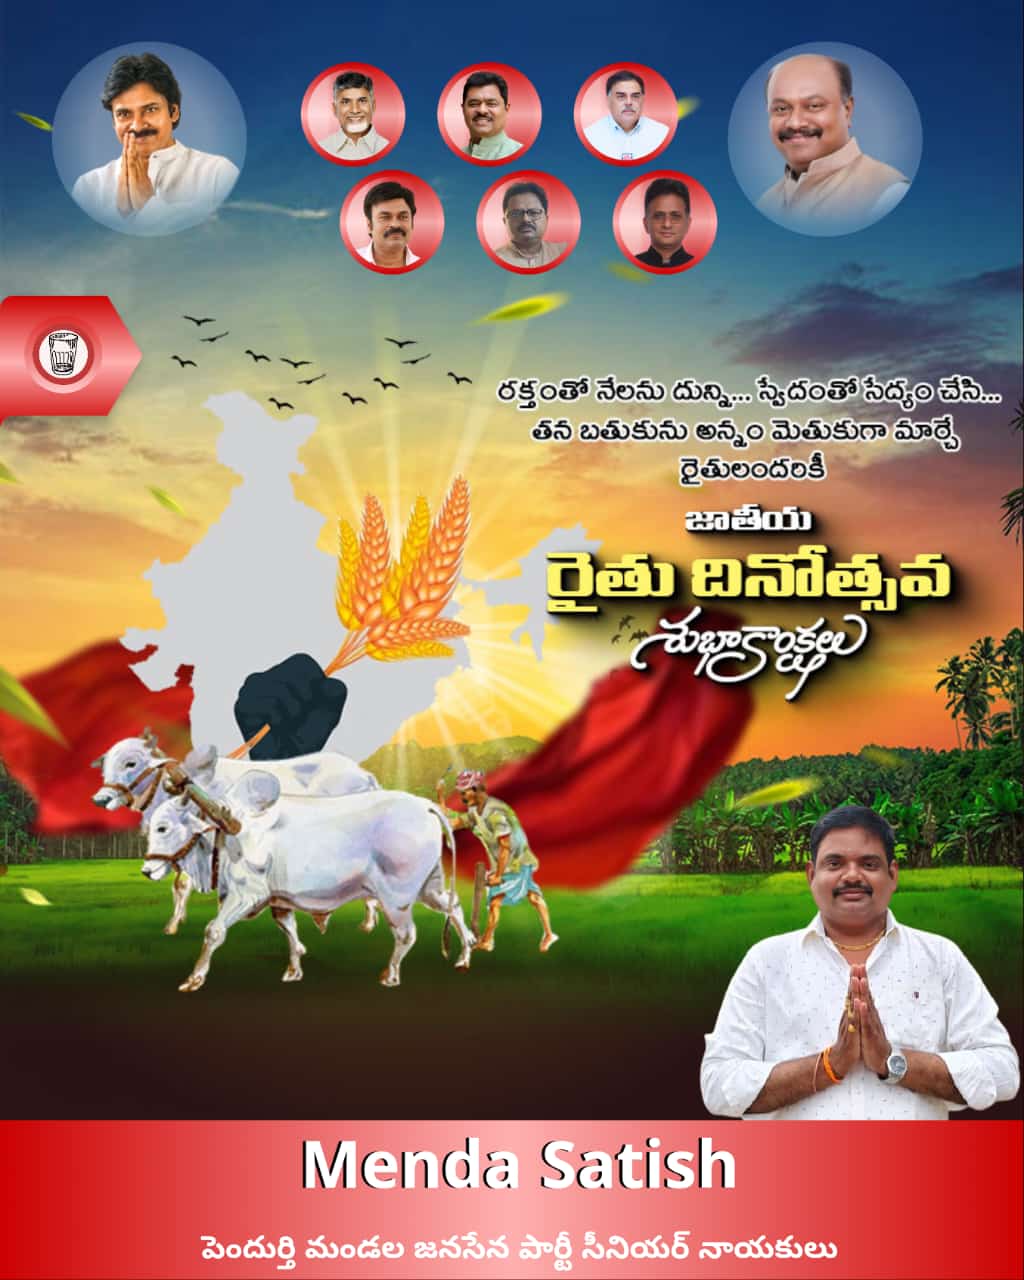 రక్తంతో నేలను దున్ని... స్వేదంతో సేద్యం చేసి...
తన బతుకును అన్నం మెతుకుగా మార్చే
రైతులందరికీ
జాతీయ
రైతు దినోత్సవ
శుభాకాంక్షలు
Menda Satish
పెందుర్తి మండల జనసేన పార్టీ సీనియర్ నాయకులు